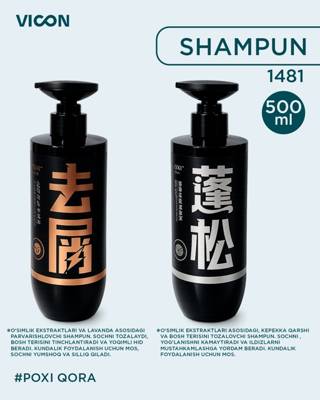 VICON
SHAMPUN
1481
500
ml
去屑
蓬松
*O'SIMLIK EKSTRAKTLARI VA LAVANDA ASOSIDAGI
PARVARISHLOVCHI SHAMPUN. SOCHNI TOZALAYDI,
BOSH TERISINI TINCHLANTIRADI VA YOQIMLI HID
BERADI. KUNDALIK FOYDALANISH UCHUN MOS,
SOCHNI YUMSHOQ VA SILLIQ QILADI.
*O'SIMLIK EKSTRAKTLARI ASOSIDAGI, KEPEKKA QARSHI
VA BOSH TERISINI TOZALOVCHI SHAMPUN. SOCHNI ,
YOG'LANISHNI KAMAYTIRADI VA ILDIZLARNI
MUSTAHKAMLASHGA YORDAM BERADI. KUNDALIK
FOYDALANISH UCHUN MOS.
#POXI QORA